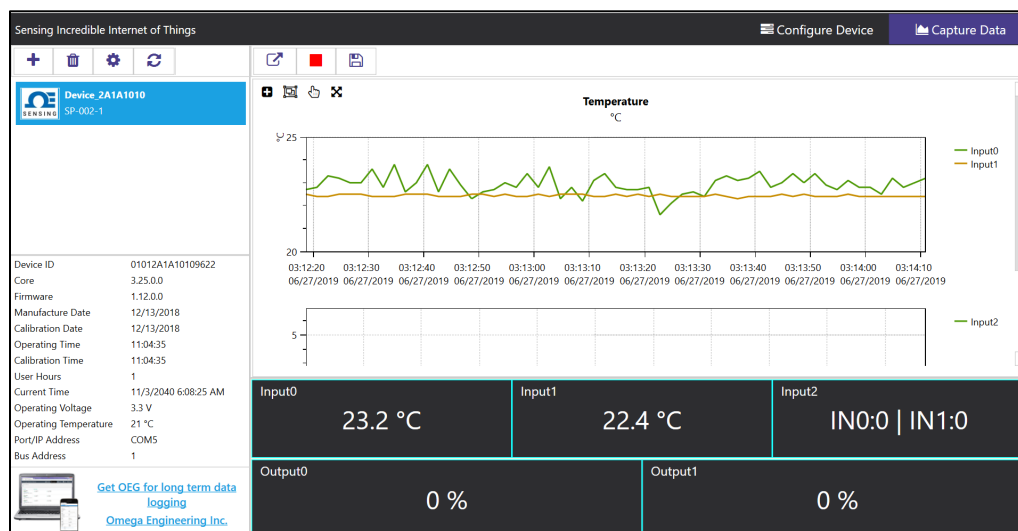 Sensing Incredible Internet of Things
Configure Device
Capture Data
SENSING
Device_2A1A1010
SP-002-1
Temperature
°C
°C
25
20
Input0
Input1
03:12:20 03:12:30 03:12:40 03:12:50 03:13:00 03:13:10 03:13:20 03:13:30 03:13:40 03:13:50 03:14:00 03:14:10
06/27/2019 06/27/2019 06/27/2019 06/27/2019 06/27/2019 06/27/2019 06/27/2019 06/27/2019 06/27/2019 06/27/2019 06/27/2019 06/27/2019
5
Input2
Device ID 01012A1A10109622
Core 3.25.0.0
Firmware 1.12.0.0
Manufacture Date 12/13/2018
Calibration Date 12/13/2018
Operating Time 11:04:35
Calibration Time 11:04:35
User Hours 1
Current Time 11/3/2040 6:08:25 AM
Operating Voltage 3.3 V
Operating Temperature 21 °C
Port/IP Address COM5
Bus Address 1
Get OEG for long term data
logging
Omega Engineering Inc.
Input0
23.2 °C
Input1
22.4 °C
Input2
IN0:0 | IN1:0
Output0
0 %
Output1
0 %